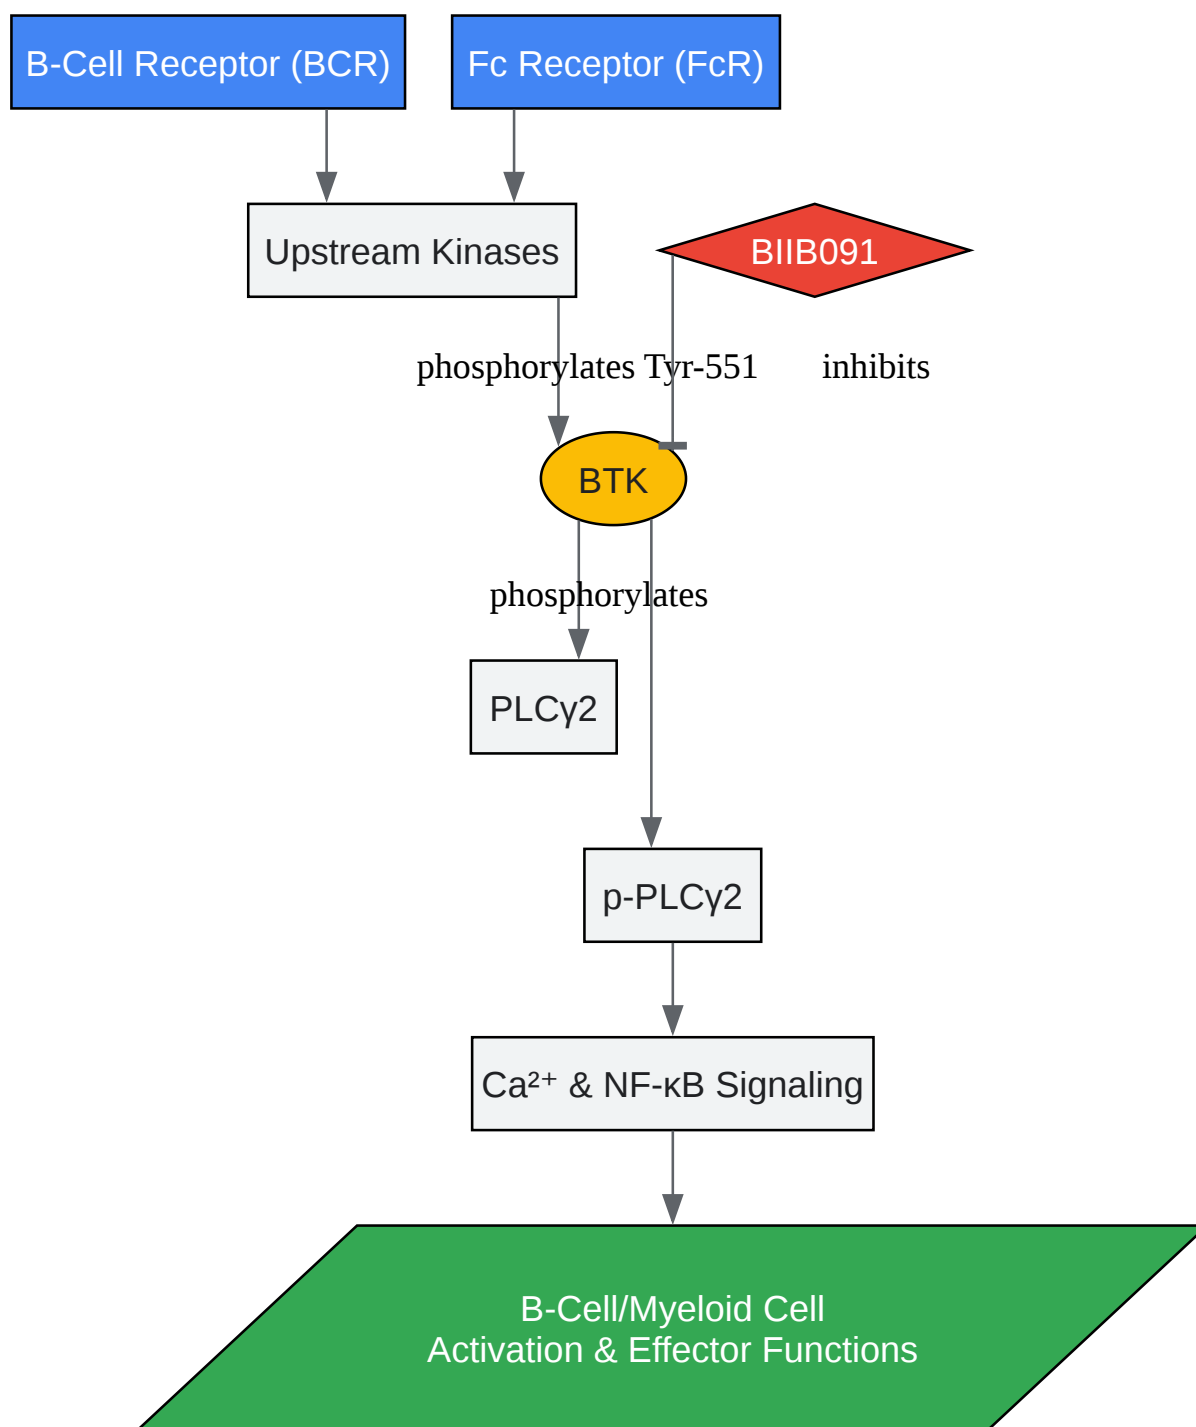 B-Cell Receptor (BCR)
Fc Receptor (FcR)
Upstream Kinases
BIIB091
phosphorylates Tyr-551
inhibits
BTK
phosphorylates
PLCγ2
p-PLCγ2
Ca²⁺ & NF-κB Signaling
B-Cell/Myeloid Cell
Activation & Effector Functions